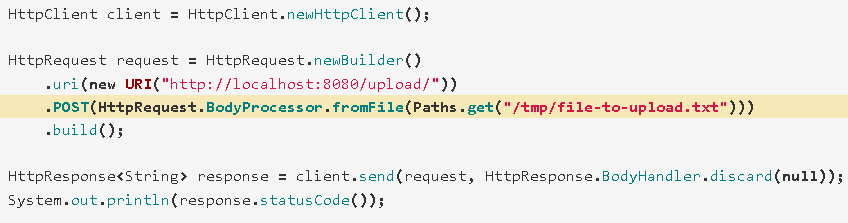 HttpClient client = HttpClient.newHttpClient();

HttpRequest request = HttpRequest.newBuilder()
    .uri(new URI("http://localhost:8080/upload/"))
    .POST(HttpRequest.BodyProcessor.fromFile(Paths.get("/tmp/file-to-upload.txt")))
    .build();

HttpResponse<String> response = client.send(request, HttpResponse.BodyHandler.discard(null));
System.out.println(response.statusCode());